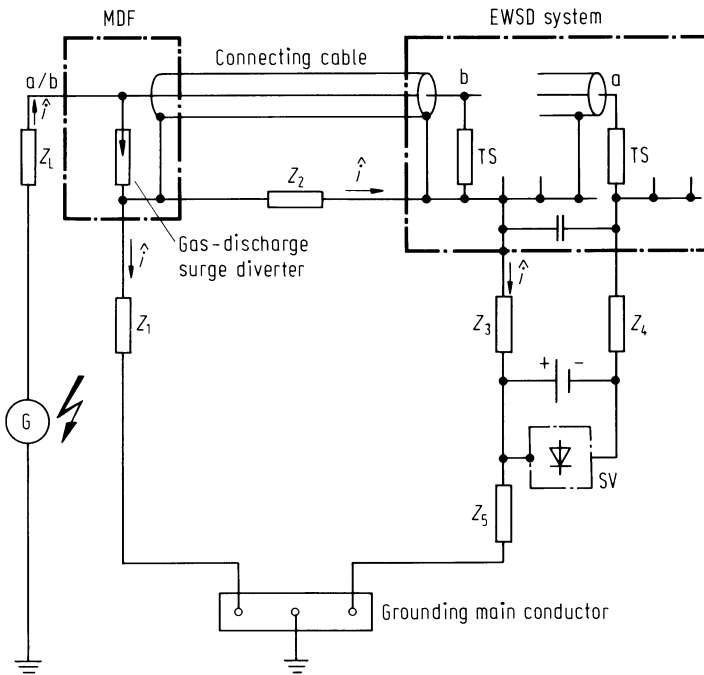 MDF
EWSD system
Connecting cable
a/b
î
Z_L
b
a
TS
TS
Z_2
î
Gas-discharge
surge diverter
î
Z_1
î
Z_3
Z_4
+
-
G
SV
Z_5
Grounding main conductor